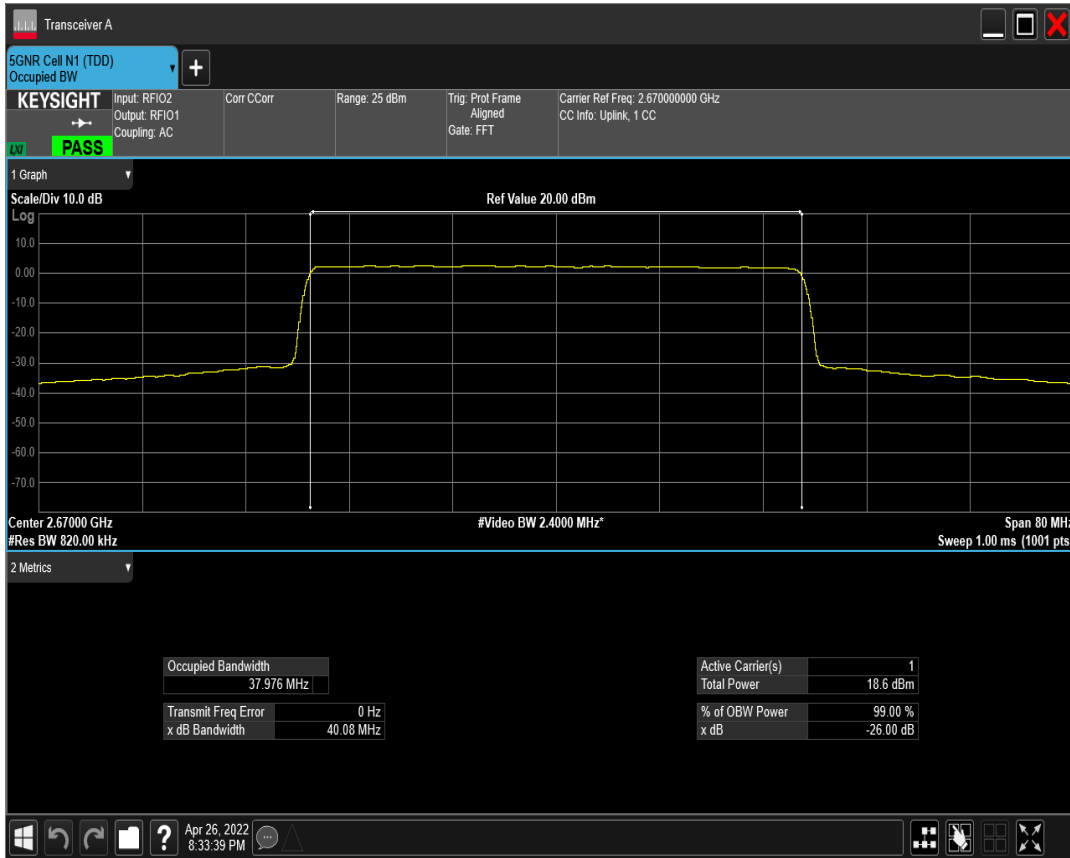 Transceiver A
5GNR Cell N1 (TDD)
Occupied BW
+
KEYSIGHT
LXI
PASS
Input: RFIO2
Output: RFIO1
Coupling: AC
Corr CCorr
Range: 25 dBm
Trig: Prot Frame
Aligned
Gate: FFT
Carrier Ref Freq: 2.670000000 GHz
CC Info: Uplink, 1 CC
1 Graph
Scale/Div 10.0 dB
Ref Value 20.00 dBm
Log
10.0
0.00
-10.0
-20.0
-30.0
-40.0
-50.0
-60.0
-70.0
Center 2.67000 GHz
#Video BW 2.4000 MHz*
Span 80 MHz
#Res BW 820.00 kHz
Sweep 1.00 ms (1001 pts
2 Metrics
Occupied Bandwidth
37.976 MHz
Transmit Freq Error 0 Hz
x dB Bandwidth 40.08 MHz
Active Carrier(s) 1
Total Power 18.6 dBm
% of OBW Power 99.00 %
x dB -26.00 dB
?
Apr 26, 2022
8:33:39 PM